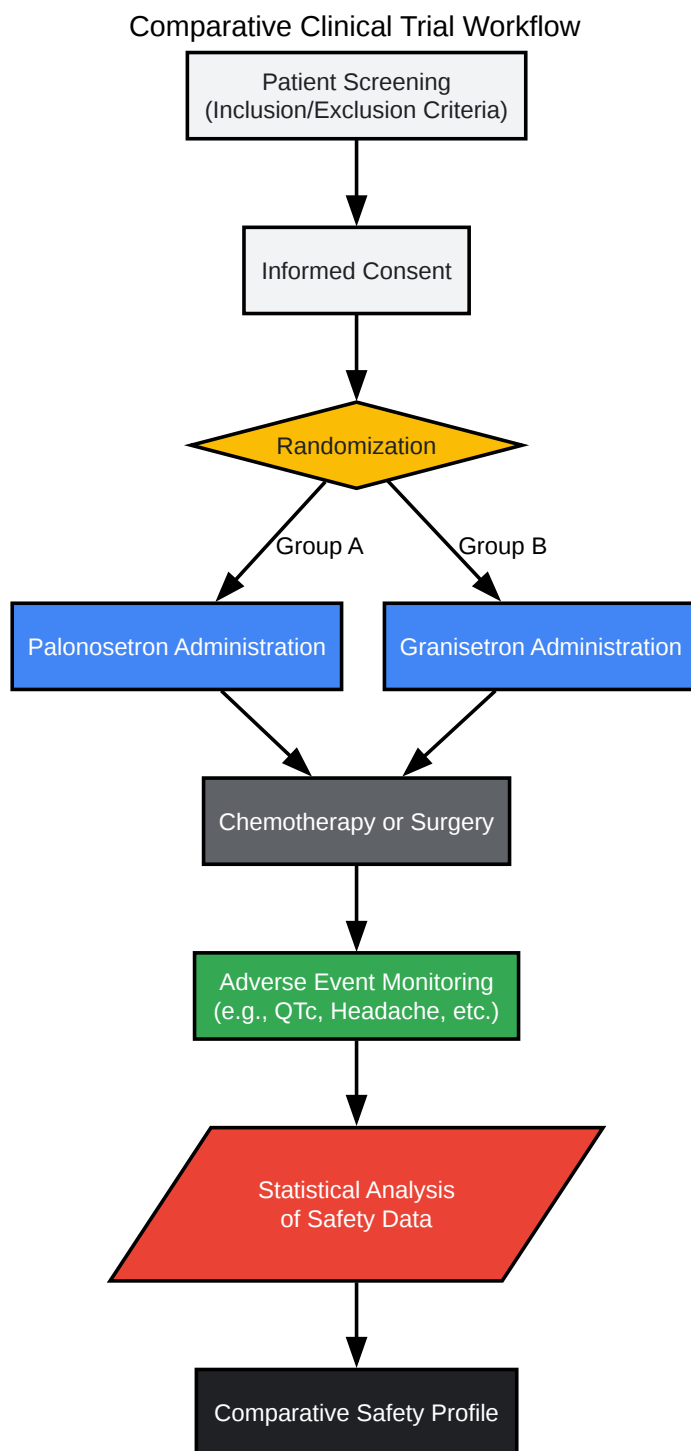 Comparative Clinical Trial Workflow
Patient Screening
(Inclusion/Exclusion Criteria)
Informed Consent
Randomization
Group A
Group B
Palonosetron Administration
Granisetron Administration
Chemotherapy or Surgery
Adverse Event Monitoring
(e.g., QTc, Headache, etc.)
Statistical Analysis
of Safety Data
Comparative Safety Profile